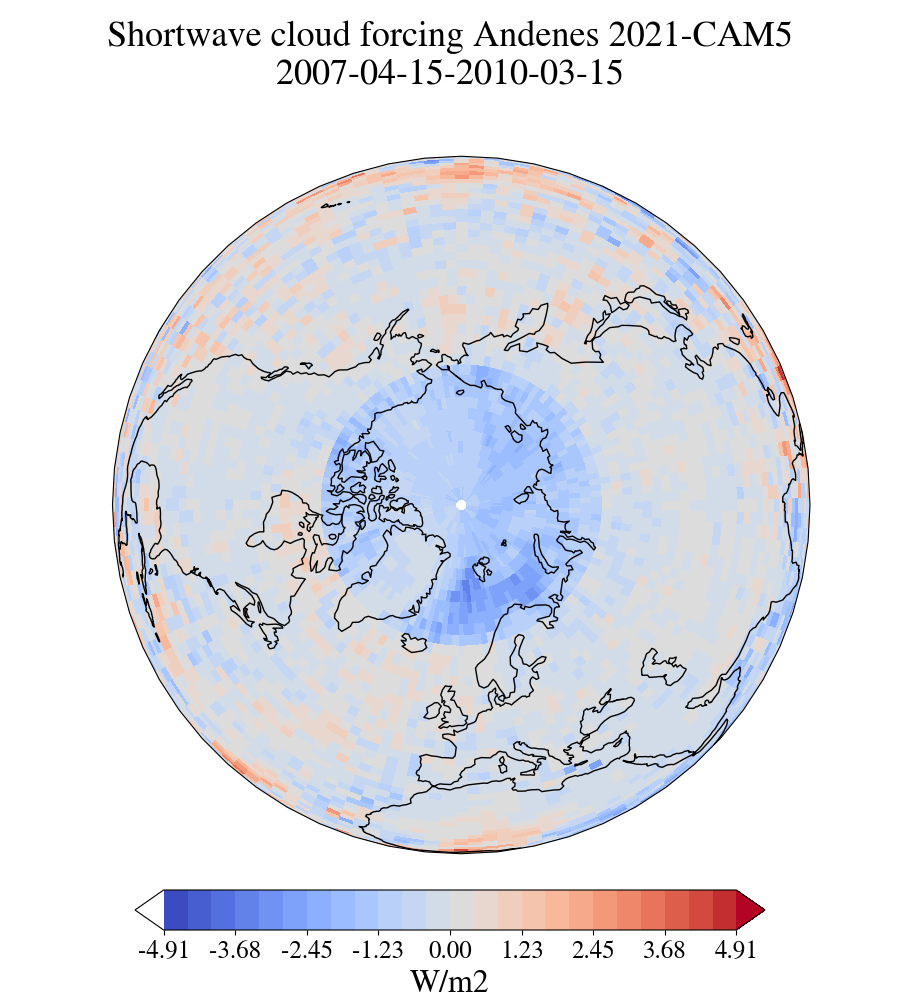 Shortwave cloud forcing Andenes 2021-CAM5
2007-04-15-2010-03-15
-4.91 -3.68 -2.45 -1.23 0.00 1.23 2.45 3.68 4.91
W/m2